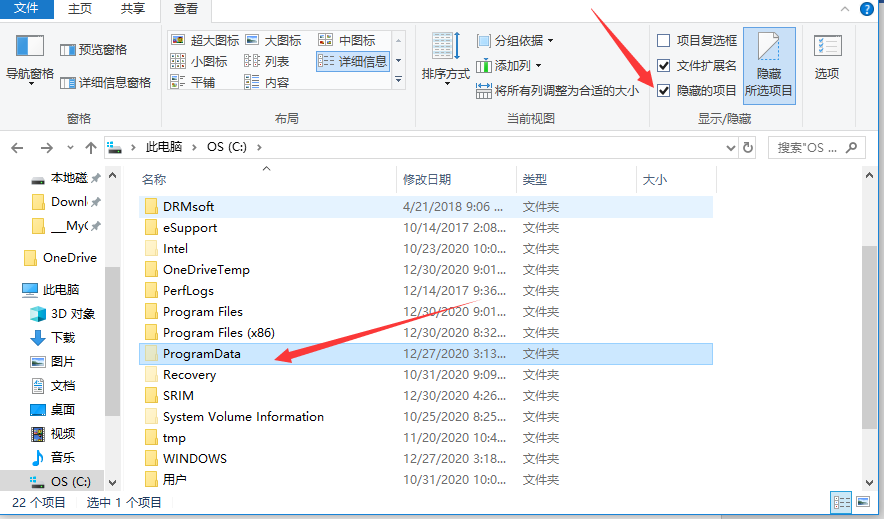 文件 主页 共享 查看
导航窗格
预览窗格
详细信息窗格
窗格
超大图标 大图标 中图标
小图标 列表 详细信息
平铺 内容
布局
排序方式
分组依据
添加列
将所有列调整为合适的大小
当前视图
项目复选框
文件扩展名
隐藏的项目
隐藏
所选项目
显示/隐藏
选项
此电脑 OS (C:)
搜索"OS ...
本地磁
Downl
___MyC
OneDrive
此电脑
3D 对象
下载
图片
文档
桌面
视频
音乐
OS (C:)
名称 修改日期 类型 大小
DRMsoft 4/21/2018 9:06 ... 文件夹
eSupport 10/14/2017 2:08... 文件夹
Intel 10/23/2020 10:0... 文件夹
OneDriveTemp 12/30/2020 9:01... 文件夹
PerfLogs 12/14/2017 9:36... 文件夹
Program Files 12/30/2020 9:01... 文件夹
Program Files (x86) 12/30/2020 8:32... 文件夹
ProgramData 12/27/2020 3:13... 文件夹
Recovery 10/31/2020 9:09... 文件夹
SRIM 12/30/2020 4:26... 文件夹
System Volume Information 10/25/2020 8:25... 文件夹
tmp 11/20/2020 10:4... 文件夹
WINDOWS 12/27/2020 3:18... 文件夹
用户 10/31/2020 10:0... 文件夹
22 个项目 选中 1 个项目